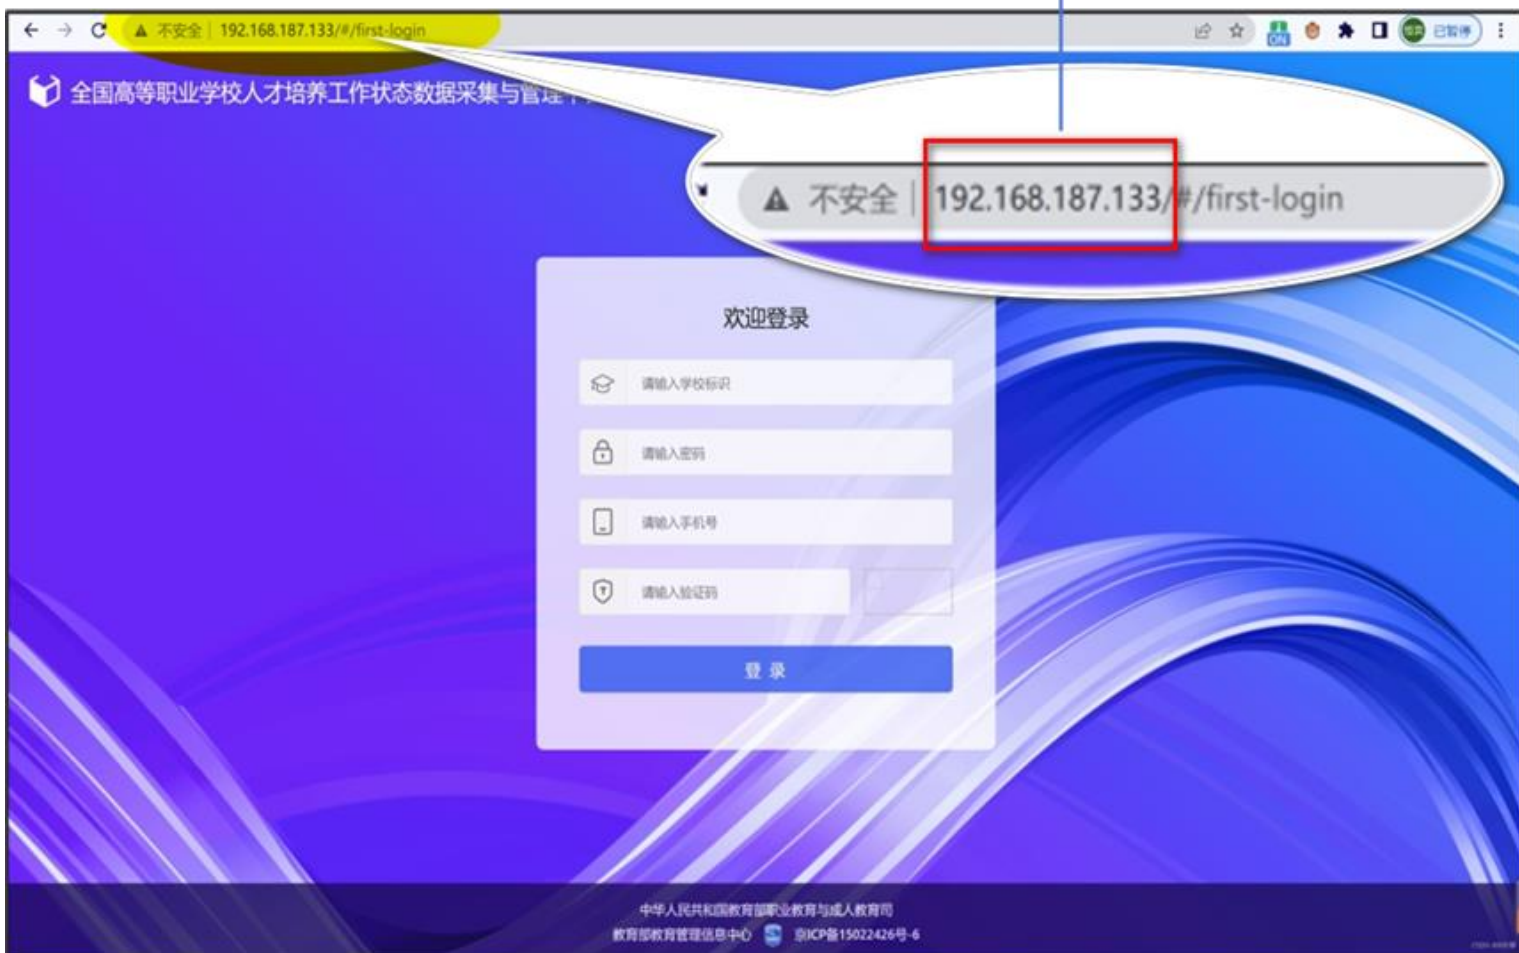 不安全 | 192.168.187.133/#/first-login
ON
已暂停
全国高等职业学校人才培养工作状态数据采集与管理
不安全 | 192.168.187.133/#/first-login
欢迎登录
请输入学校标识
请输入密码
请输入手机号
请输入验证码
登 录
中华人民共和国教育部职业教育与成人教育司
教育部教育管理信息中心 京ICP备15022426号-6